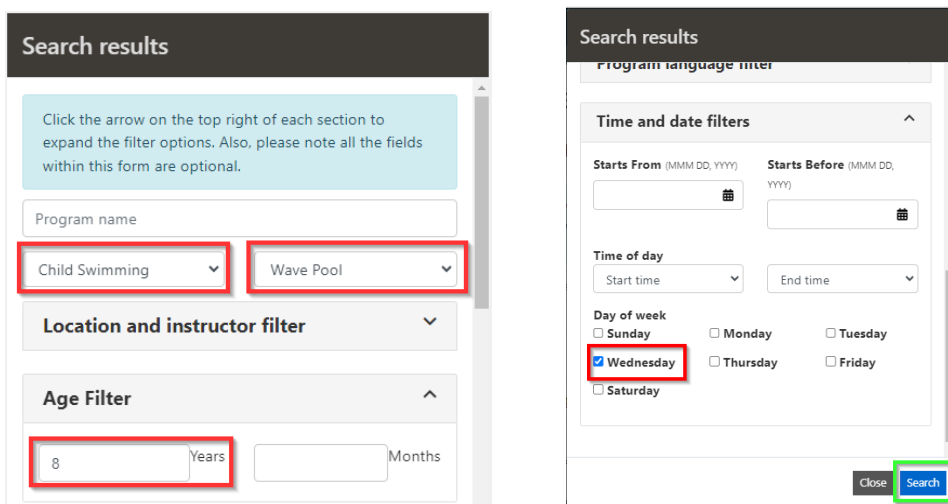 Search results
Click the arrow on the top right of each section to
expand the filter options. Also, please note all the fields
within this form are optional.
Program name
Child Swimming
Wave Pool
Location and instructor filter
Age Filter
8
Years
Months
Search results
Program language filter
Time and date filters
Starts From (MMM DD, YYYY)
Starts Before (MMM DD,
YYYY)
Time of day
Start time
End time
Day of week
Sunday
Monday
Tuesday
Wednesday
Thursday
Friday
Saturday
Close
Search